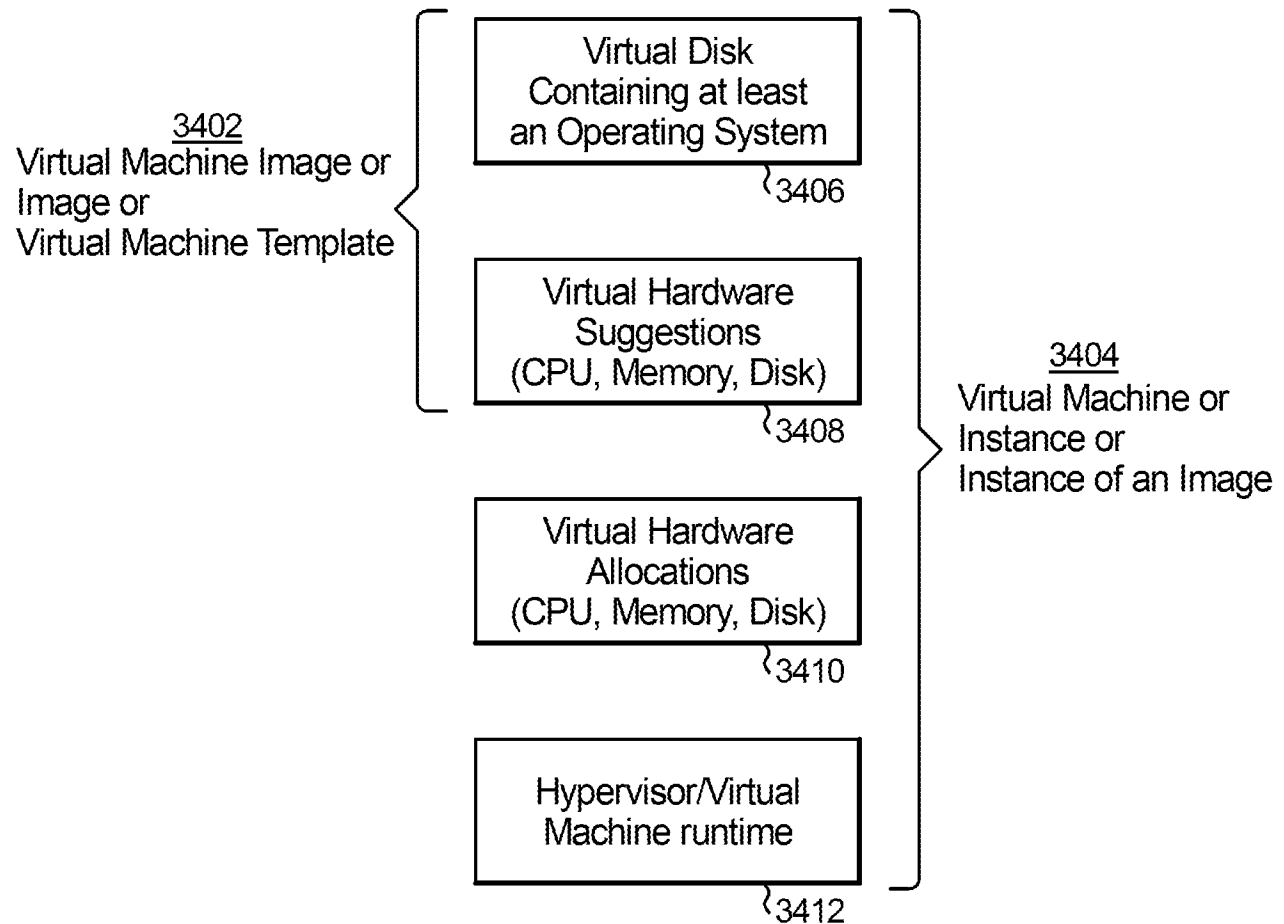 Virtual Disk
Containing at least
an Operating System
3406
3402
Virtual Machine Image or
Image or
Virtual Machine Template
Virtual Hardware
Suggestions
(CPU, Memory, Disk)
3408
3404
Virtual Machine or
Instance or
Instance of an Image
Virtual Hardware
Allocations
(CPU, Memory, Disk)
3410
Hypervisor/Virtual
Machine runtime
3412